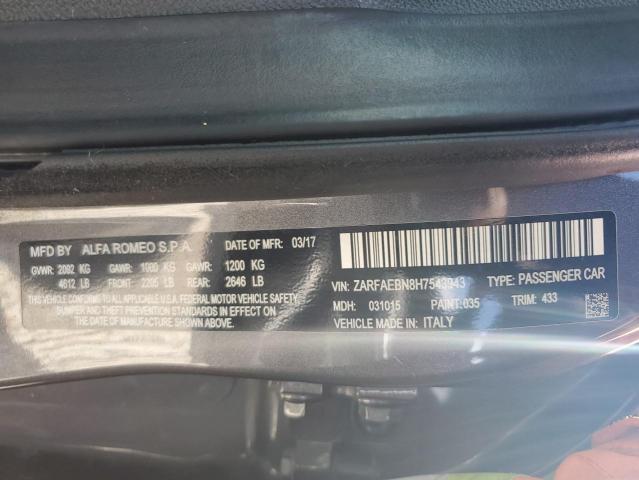 MFD BY ALFA ROMEO S.P.A. DATE OF MFR: 03/17
GVWR: 2092 KG GAWR: 1000 KG GAWR: 1200 KG
4612 LB FRONT: 2205 LB REAR: 2646 LB
THIS VEHICLE CONFORMS TO ALL APPLICABLE U.S.A. FEDERAL MOTOR VEHICLE SAFETY,
BUMPER AND THEFT PREVENTION STANDARDS IN EFFECT ON
THE DATE OF MANUFACTURE SHOWN ABOVE.
VIN: ZARFAEBN8H7543943 TYPE: PASSENGER CAR
MDH: 031015 PAINT: 035 TRIM: 433
VEHICLE MADE IN: ITALY